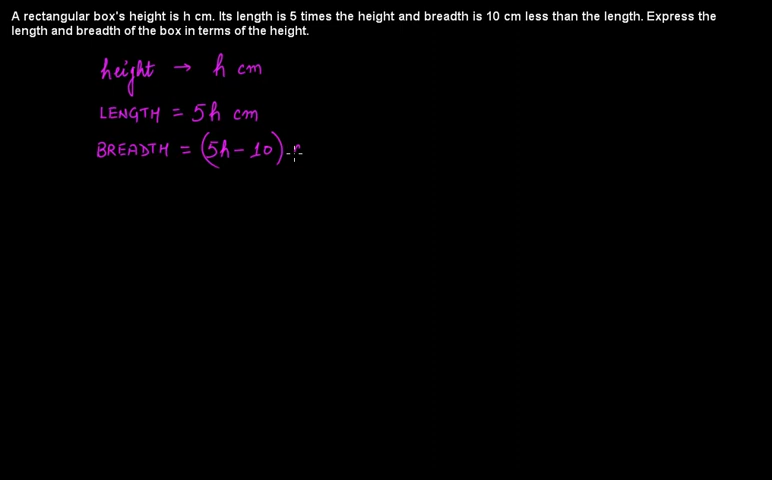 A rectangular box's height is h cm. Its length is 5 times the height and breadth is 10 cm less than the length. Express the
length and breadth of the box in terms of the height.
height → h cm
LENGTH = 5h cm
BREADTH = (5h - 10)